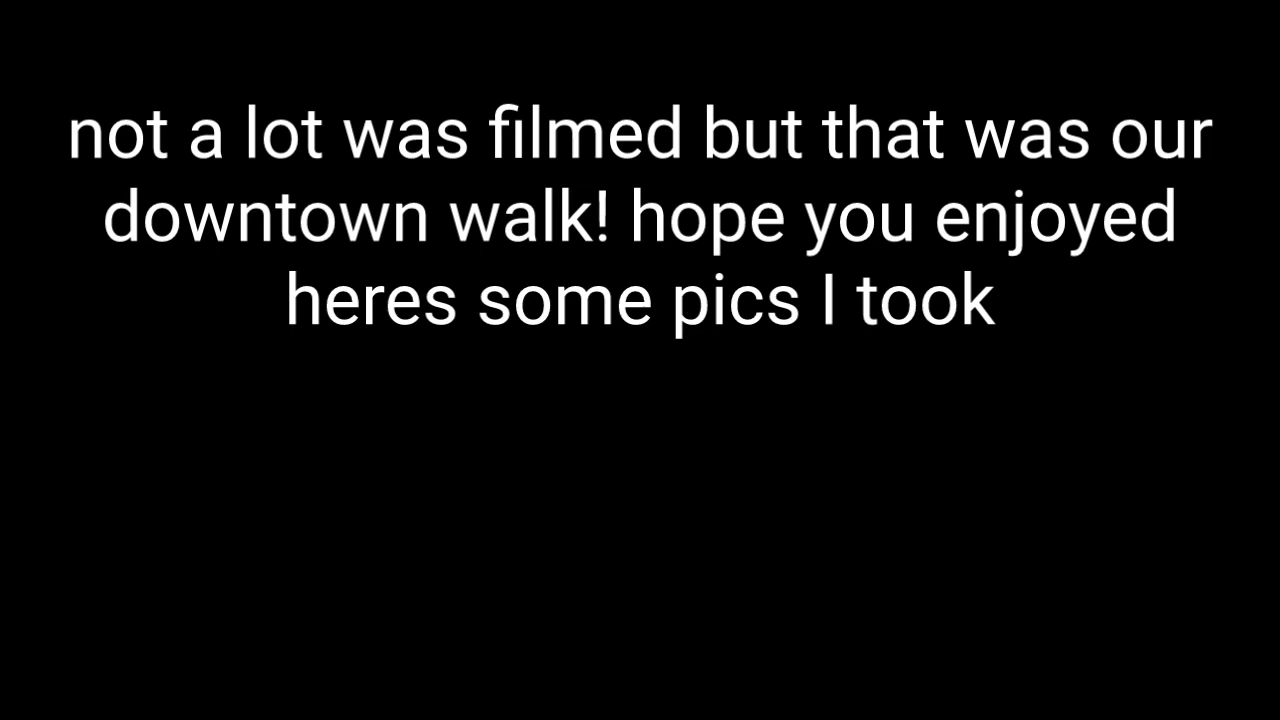 not a lot was filmed but that was our
downtown walk! hope you enjoyed
heres some pics I took